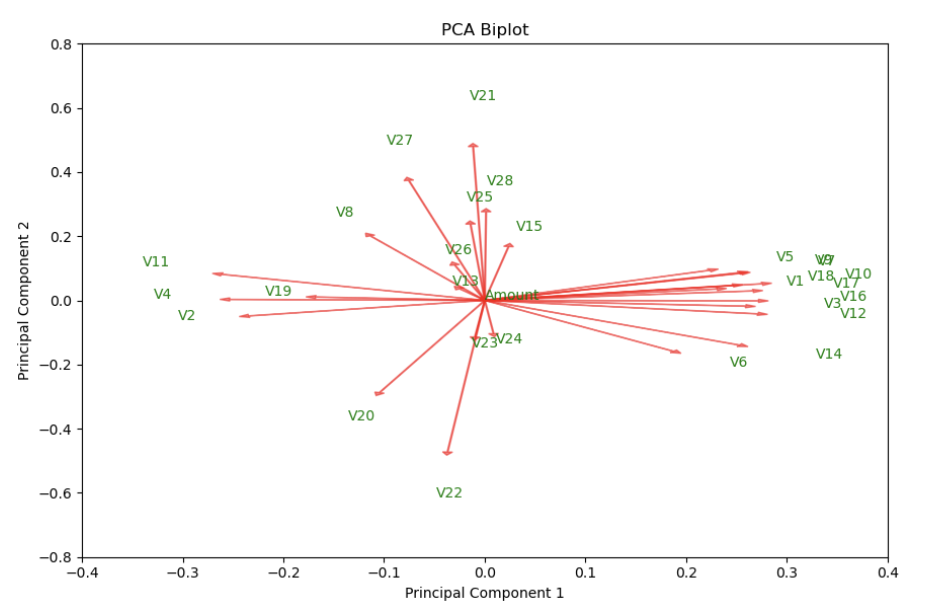 PCA Biplot
0.8
0.6
0.4
0.2
0.0
−0.2
−0.4
−0.6
−0.8
Principal Component 2
V21
V27
V28
V25
V8
V15
V26
V11
V5
V9
V7
V13
V1
V18
V10
V17
V4
V19
Amount
V16
V3
V2
V12
V23
V24
V6
V14
V20
V22
−0.4
−0.3
−0.2
−0.1
0.0
0.1
0.2
0.3
0.4
Principal Component 1